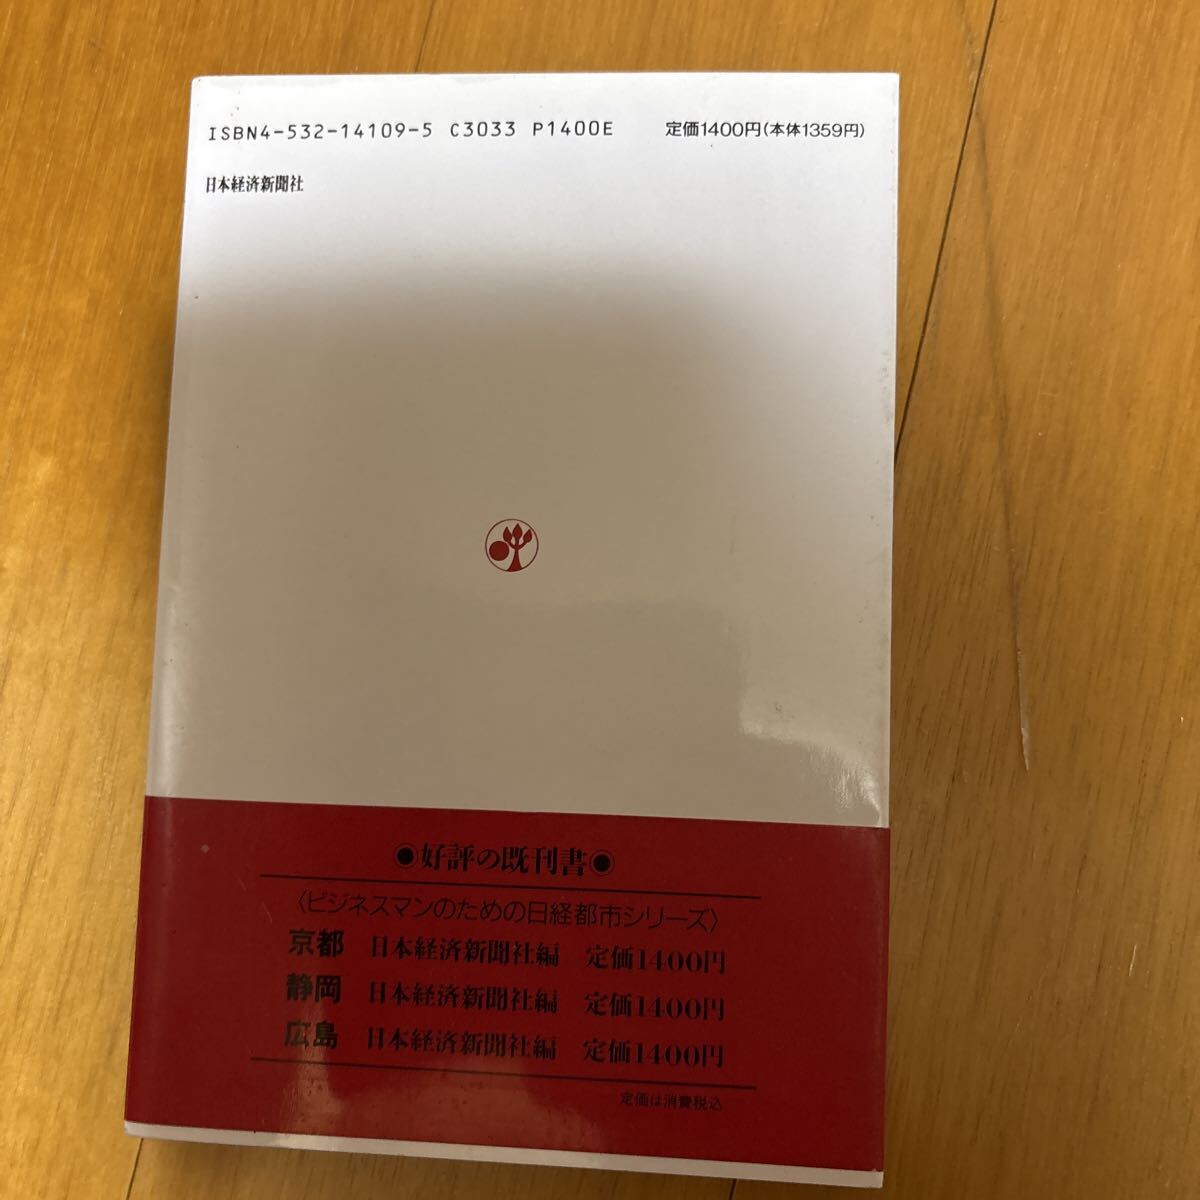 ISBN4-532-14109-5 C3033 P1400E 定価1400円(本体1359円)
日本経済新聞社
●好評の既刊書●
〈ビジネスマンのための日経都市シリーズ〉
京都 日本経済新聞社編 定価1400円
静岡 日本経済新聞社編 定価1400円
広島 日本経済新聞社編 定価1400円
定価は消費税込